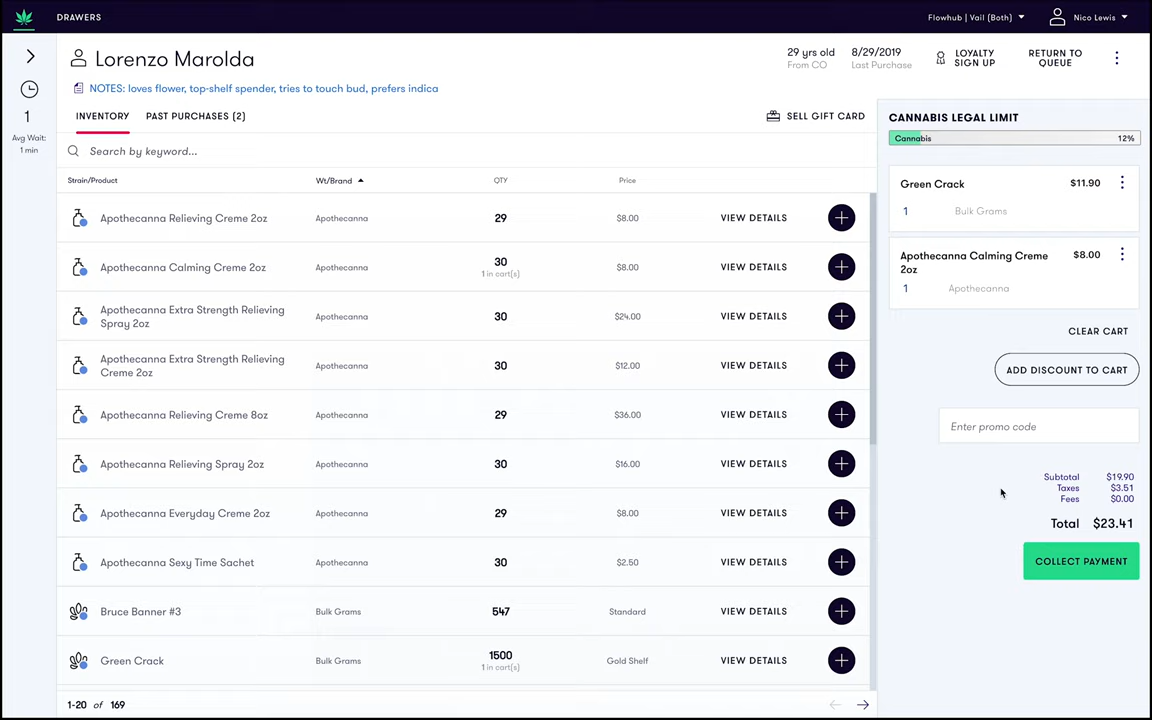 DRAWERS
Flowhub | Vail (Both)
Nico Lewis
Lorenzo Marolda
29 yrs old
From CO
8/29/2019
Last Purchase
LOYALTY
SIGN UP
RETURN TO
QUEUE
1
Avg Wait:
1 min
NOTES: loves flower, top-shelf spender, tries to touch bud, prefers indica
INVENTORY
PAST PURCHASES (2)
SELL GIFT CARD
Search by keyword...
Strain/Product Wt/Brand QTY Price
Apothecanna Relieving Creme 2oz Apothecanna 29 $8.00 VIEW DETAILS
Apothecanna Calming Creme 2oz Apothecanna 30 $8.00 VIEW DETAILS
1 in cart(s)
Apothecanna Extra Strength Relieving
Spray 2oz
Apothecanna 30 $24.00 VIEW DETAILS
Apothecanna Extra Strength Relieving
Creme 2oz
Apothecanna 30 $12.00 VIEW DETAILS
Apothecanna Relieving Creme 8oz Apothecanna 29 $36.00 VIEW DETAILS
Apothecanna Relieving Spray 2oz Apothecanna 30 $16.00 VIEW DETAILS
Apothecanna Everyday Creme 2oz Apothecanna 29 $8.00 VIEW DETAILS
Apothecanna Sexy Time Sachet Apothecanna 30 $2.50 VIEW DETAILS
Bruce Banner #3 Bulk Grams 547 Standard VIEW DETAILS
Green Crack Bulk Grams 1500 Gold Shelf VIEW DETAILS
1 in cart(s)
1-20 of 169
CANNABIS LEGAL LIMIT
Cannabis 12%
Green Crack $11.90
1 Bulk Grams
Apothecanna Calming Creme
2oz
$8.00
1 Apothecanna
CLEAR CART
ADD DISCOUNT TO CART
Enter promo code
Subtotal $19.90
Taxes $3.51
Fees $0.00
Total $23.41
COLLECT PAYMENT